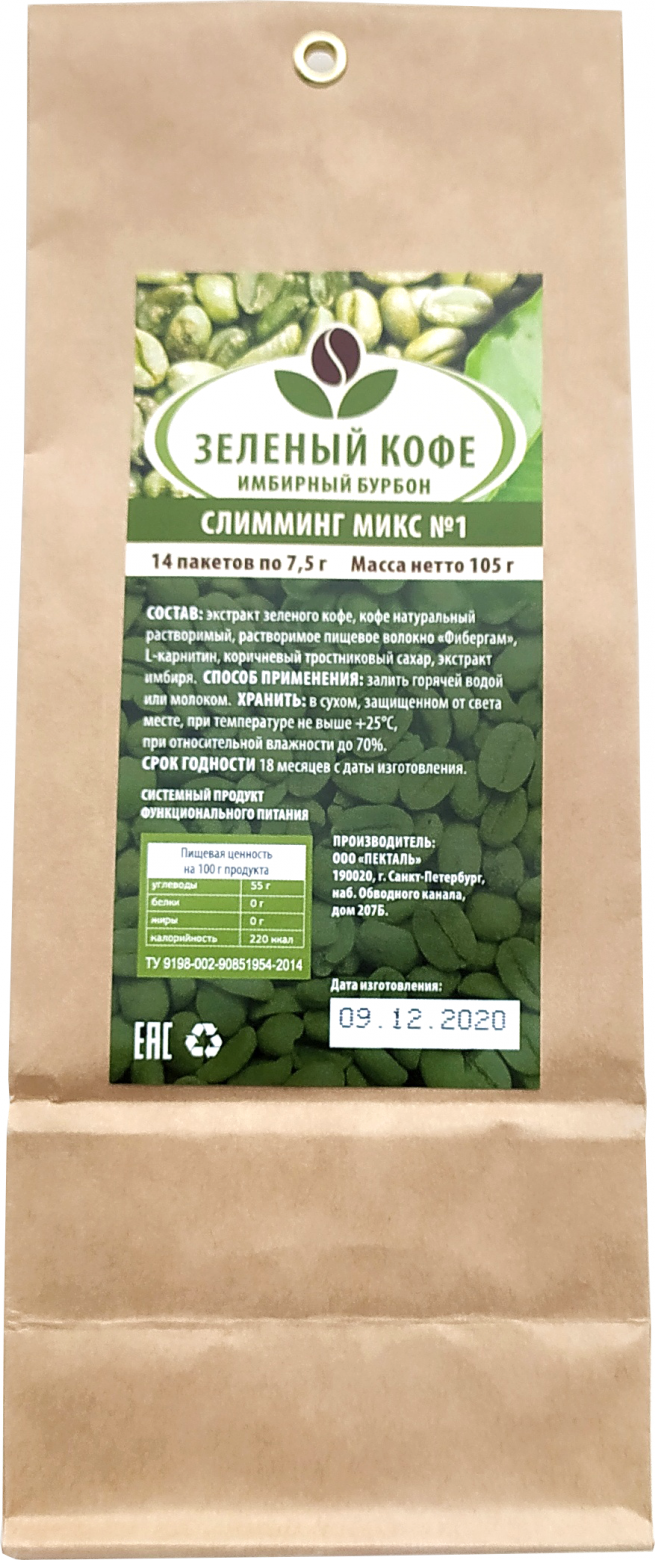 ЗЕЛЕНЫЙ КОФЕ
ИМБИРНЫЙ БУРБОН
СЛИММИНГ МИКС №1
14 пакетов по 7,5 г Масса нетто 105 г
СОСТАВ: экстракт зеленого кофе, кофе натуральный
растворимый, растворимое пищевое волокно «Фибергам»,
L-карнитин, коричневый тростниковый сахар, экстракт
имбиря. СПОСОБ ПРИМЕНЕНИЯ: залить горячей водой
или молоком. ХРАНИТЬ: в сухом, защищенном от света
месте, при температуре не выше +25°С,
при относительной влажности до 70%.
СРОК ГОДНОСТИ 18 месяцев с даты изготовления.
СИСТЕМНЫЙ ПРОДУКТ
ФУНКЦИОНАЛЬНОГО ПИТАНИЯ
Пищевая ценность
на 100 г продукта
углеводы 55 г
белки 0 г
жиры 0 г
калорийность 220 ккал
ТУ 9198-002-90851954-2014
ПРОИЗВОДИТЕЛЬ:
ООО «ПЕКТАЛЬ»
190020, г. Санкт-Петербург,
наб. Обводного канала,
дом 207Б.
Дата изготовления:
09.12.2020
ЕАС